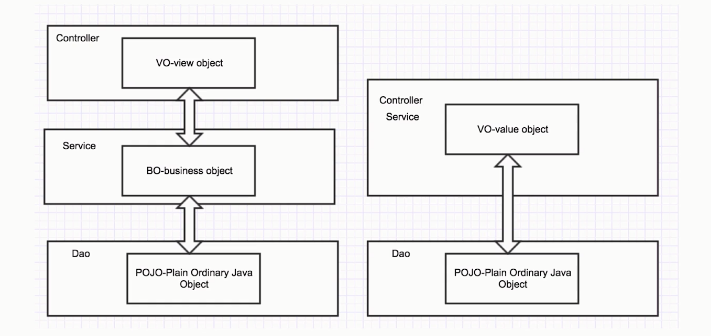 Controller
VO-view object
Service
BO-business object
Dao
POJO-Plain Ordinary Java
Object
Controller
Service
VO-value object
Dao
POJO-Plain Ordinary Java
Object